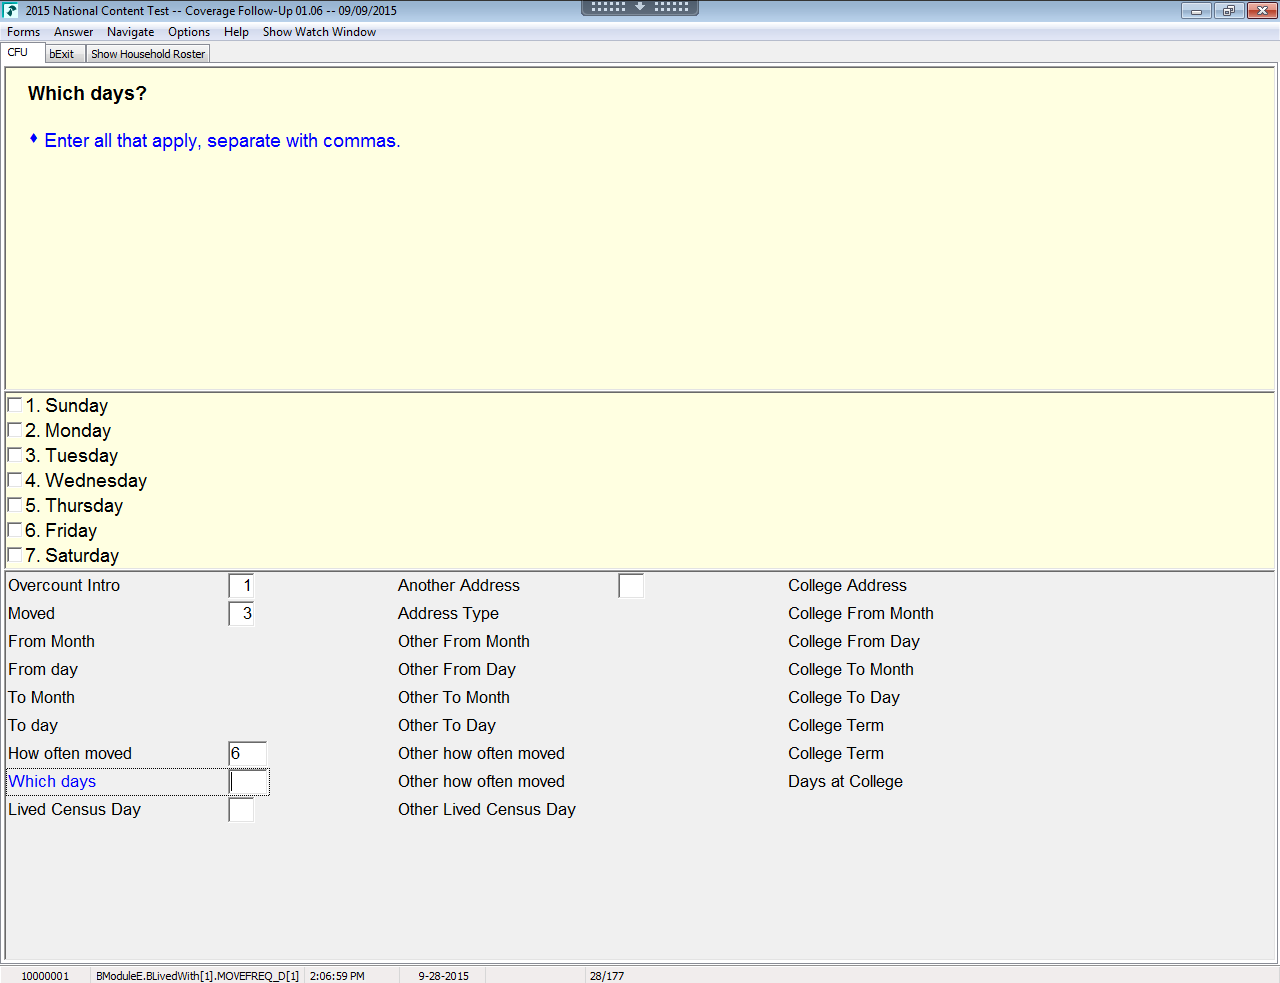 2015 National Content Test -- Coverage Follow-Up 01.06 -- 09/09/2015
Forms Answer Navigate Options Help Show Watch Window
CFU bExit Show Household Roster
Which days?
Enter all that apply, separate with commas.
1. Sunday
2. Monday
3. Tuesday
4. Wednesday
5. Thursday
6. Friday
7. Saturday
Overcount Intro 1 Another Address College Address
Moved 3 Address Type College From Month
From Month Other From Month College From Day
From day Other From Day College To Month
To Month Other To Month College To Day
To day Other To Day College Term
How often moved 6 Other how often moved College Term
Which days Other how often moved Days at College
Lived Census Day Other Lived Census Day
10000001 BModuleE.BLivedWith[1].MOVEFREQ_D[1] 2:06:59 PM 9-28-2015 28/177